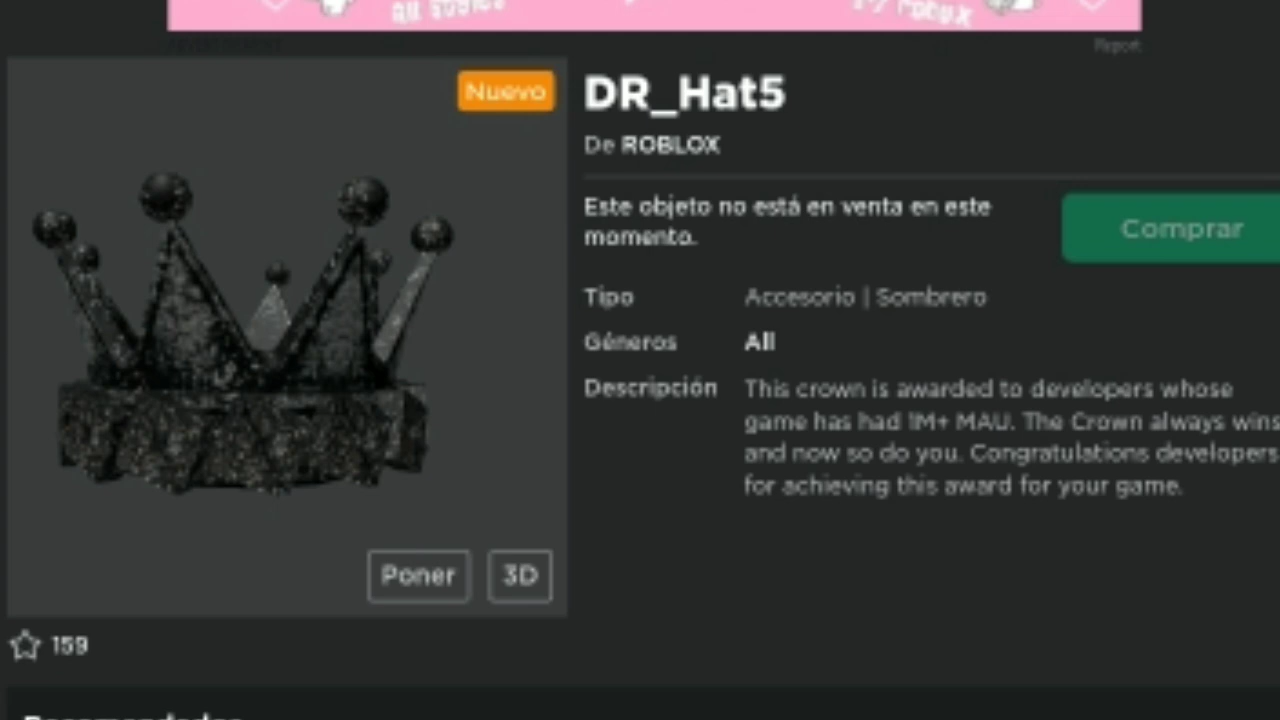 Report
Nuevo
DR_Hat5
De ROBLOX
Este objeto no está en venta en este
momento.
Comprar
Tipo
Accesorio | Sombrero
Géneros
All
Descripción
This crown is awarded to developers whose
game has had 1M+ MAU. The Crown always wins
and now so do you. Congratulations developers
for achieving this award for your game.
Poner
3D
159